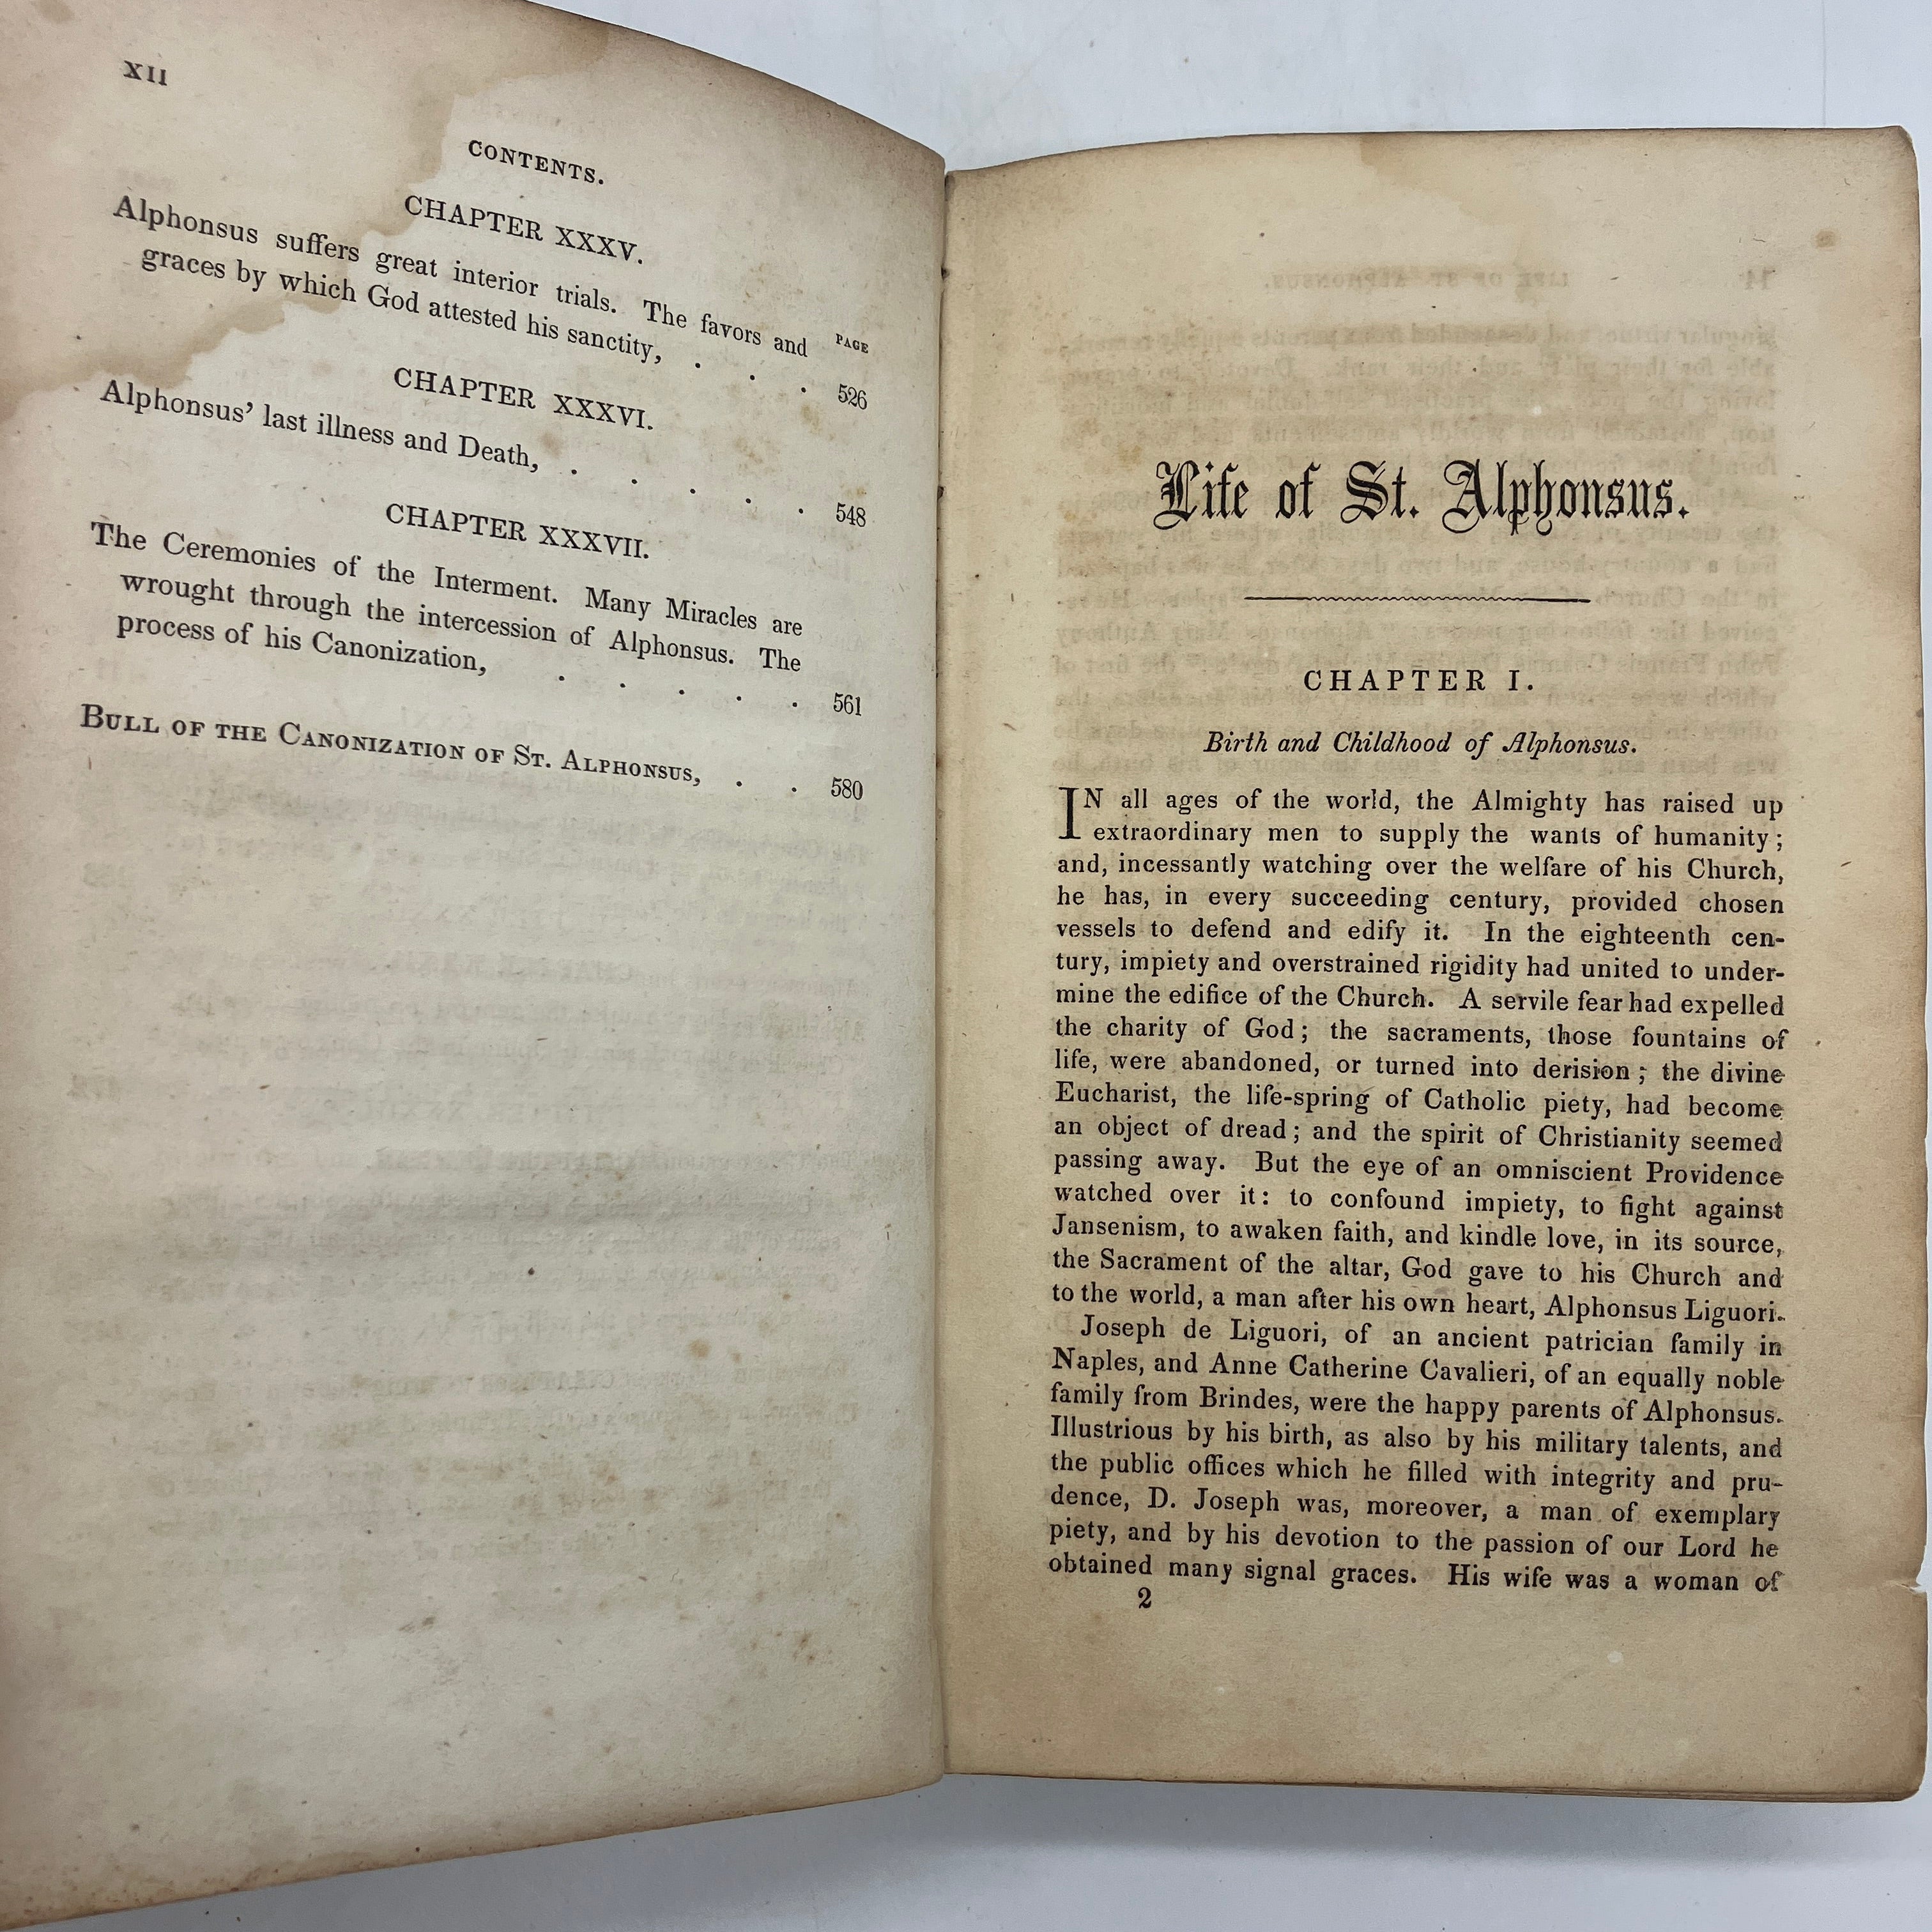 XII
CONTENTS.
CHAPTER XXXV.
PAGE
Alphonsus suffers great interior trials. The favors and
graces by which God attested his sanctity, . . . 526
CHAPTER XXXVI.
Alphonsus' last illness and Death, . . . . . 548
CHAPTER XXXVII.
The Ceremonies of the Interment. Many Miracles are
wrought through the intercession of Alphonsus. The
process of his Canonization, . . . . . 561
BULL OF THE CANONIZATION OF ST. ALPHONSUS, . . 580
Life of St. Alphonsus.
CHAPTER I.
Birth and Childhood of Alphonsus.
IN all ages of the world, the Almighty has raised up
extraordinary men to supply the wants of humanity;
and, incessantly watching over the welfare of his Church,
he has, in every succeeding century, provided chosen
vessels to defend and edify it. In the eighteenth cen-
tury, impiety and overstrained rigidity had united to under-
mine the edifice of the Church. A servile fear had expelled
the charity of God; the sacraments, those fountains of
life, were abandoned, or turned into derision; the divine
Eucharist, the life-spring of Catholic piety, had become
an object of dread; and the spirit of Christianity seemed
passing away. But the eye of an omniscient Providence
watched over it: to confound impiety, to fight against
Jansenism, to awaken faith, and kindle love, in its source,
the Sacrament of the altar, God gave to his Church and
to the world, a man after his own heart, Alphonsus Liguori.
Joseph de Liguori, of an ancient patrician family in
Naples, and Anne Catherine Cavalieri, of an equally noble
family from Brindes, were the happy parents of Alphonsus.
Illustrious by his birth, as also by his military talents, and
the public offices which he filled with integrity and pru-
dence, D. Joseph was, moreover, a man of exemplary
piety, and by his devotion to the passion of our Lord he
obtained many signal graces. His wife was a woman of
2